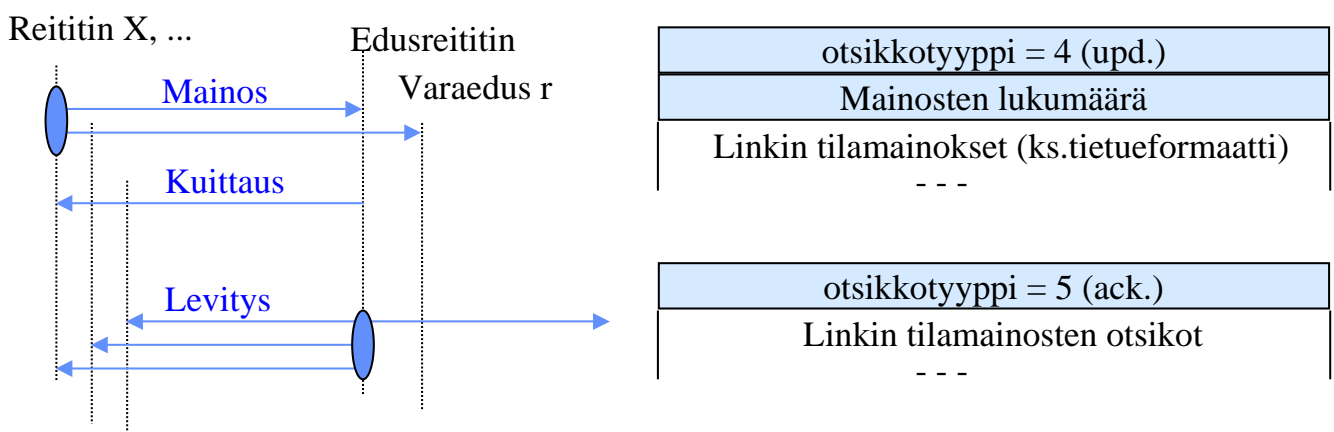 Reititin X, ...
Edusreititin
Varaedus r
Mainos
Kuittaus
Levitys
otsikkotyyppi = 4 (upd.)
Mainosten lukumäärä
Linkin tilamainokset (ks.tietueformaatti)
- - -
otsikkotyyppi = 5 (ack.)
Linkin tilamainosten otsikot
- - -